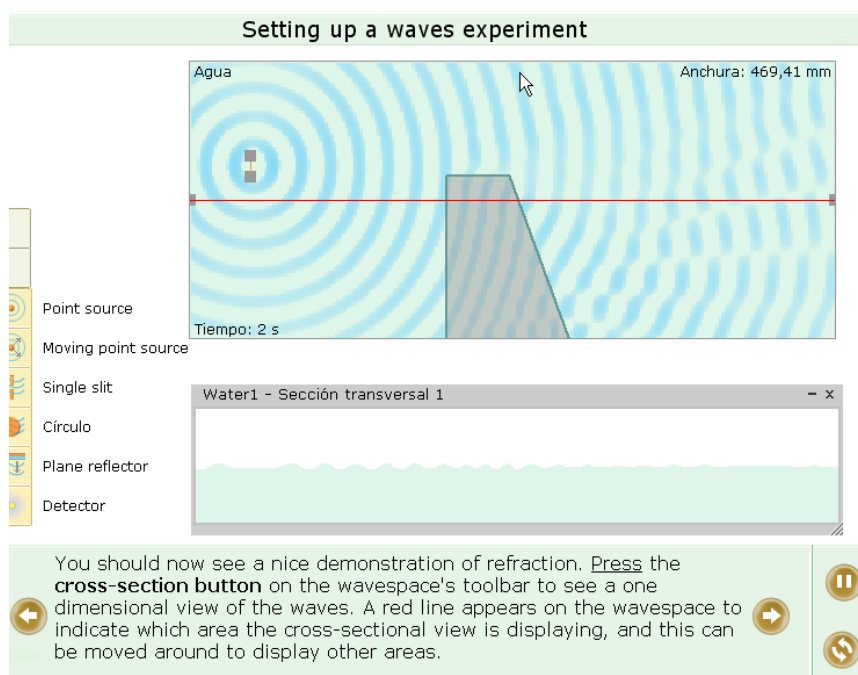 Setting up a waves experiment
Agua
Anchura: 469,41 mm
Tiempo: 2 s
Point source
Moving point source
Single slit
Círculo
Plane reflector
Detector
Water1 - Sección transversal 1
You should now see a nice demonstration of refraction. Press the
cross-section button on the wavespace's toolbar to see a one
dimensional view of the waves. A red line appears on the wavespace to
indicate which area the cross-sectional view is displaying, and this can
be moved around to display other areas.